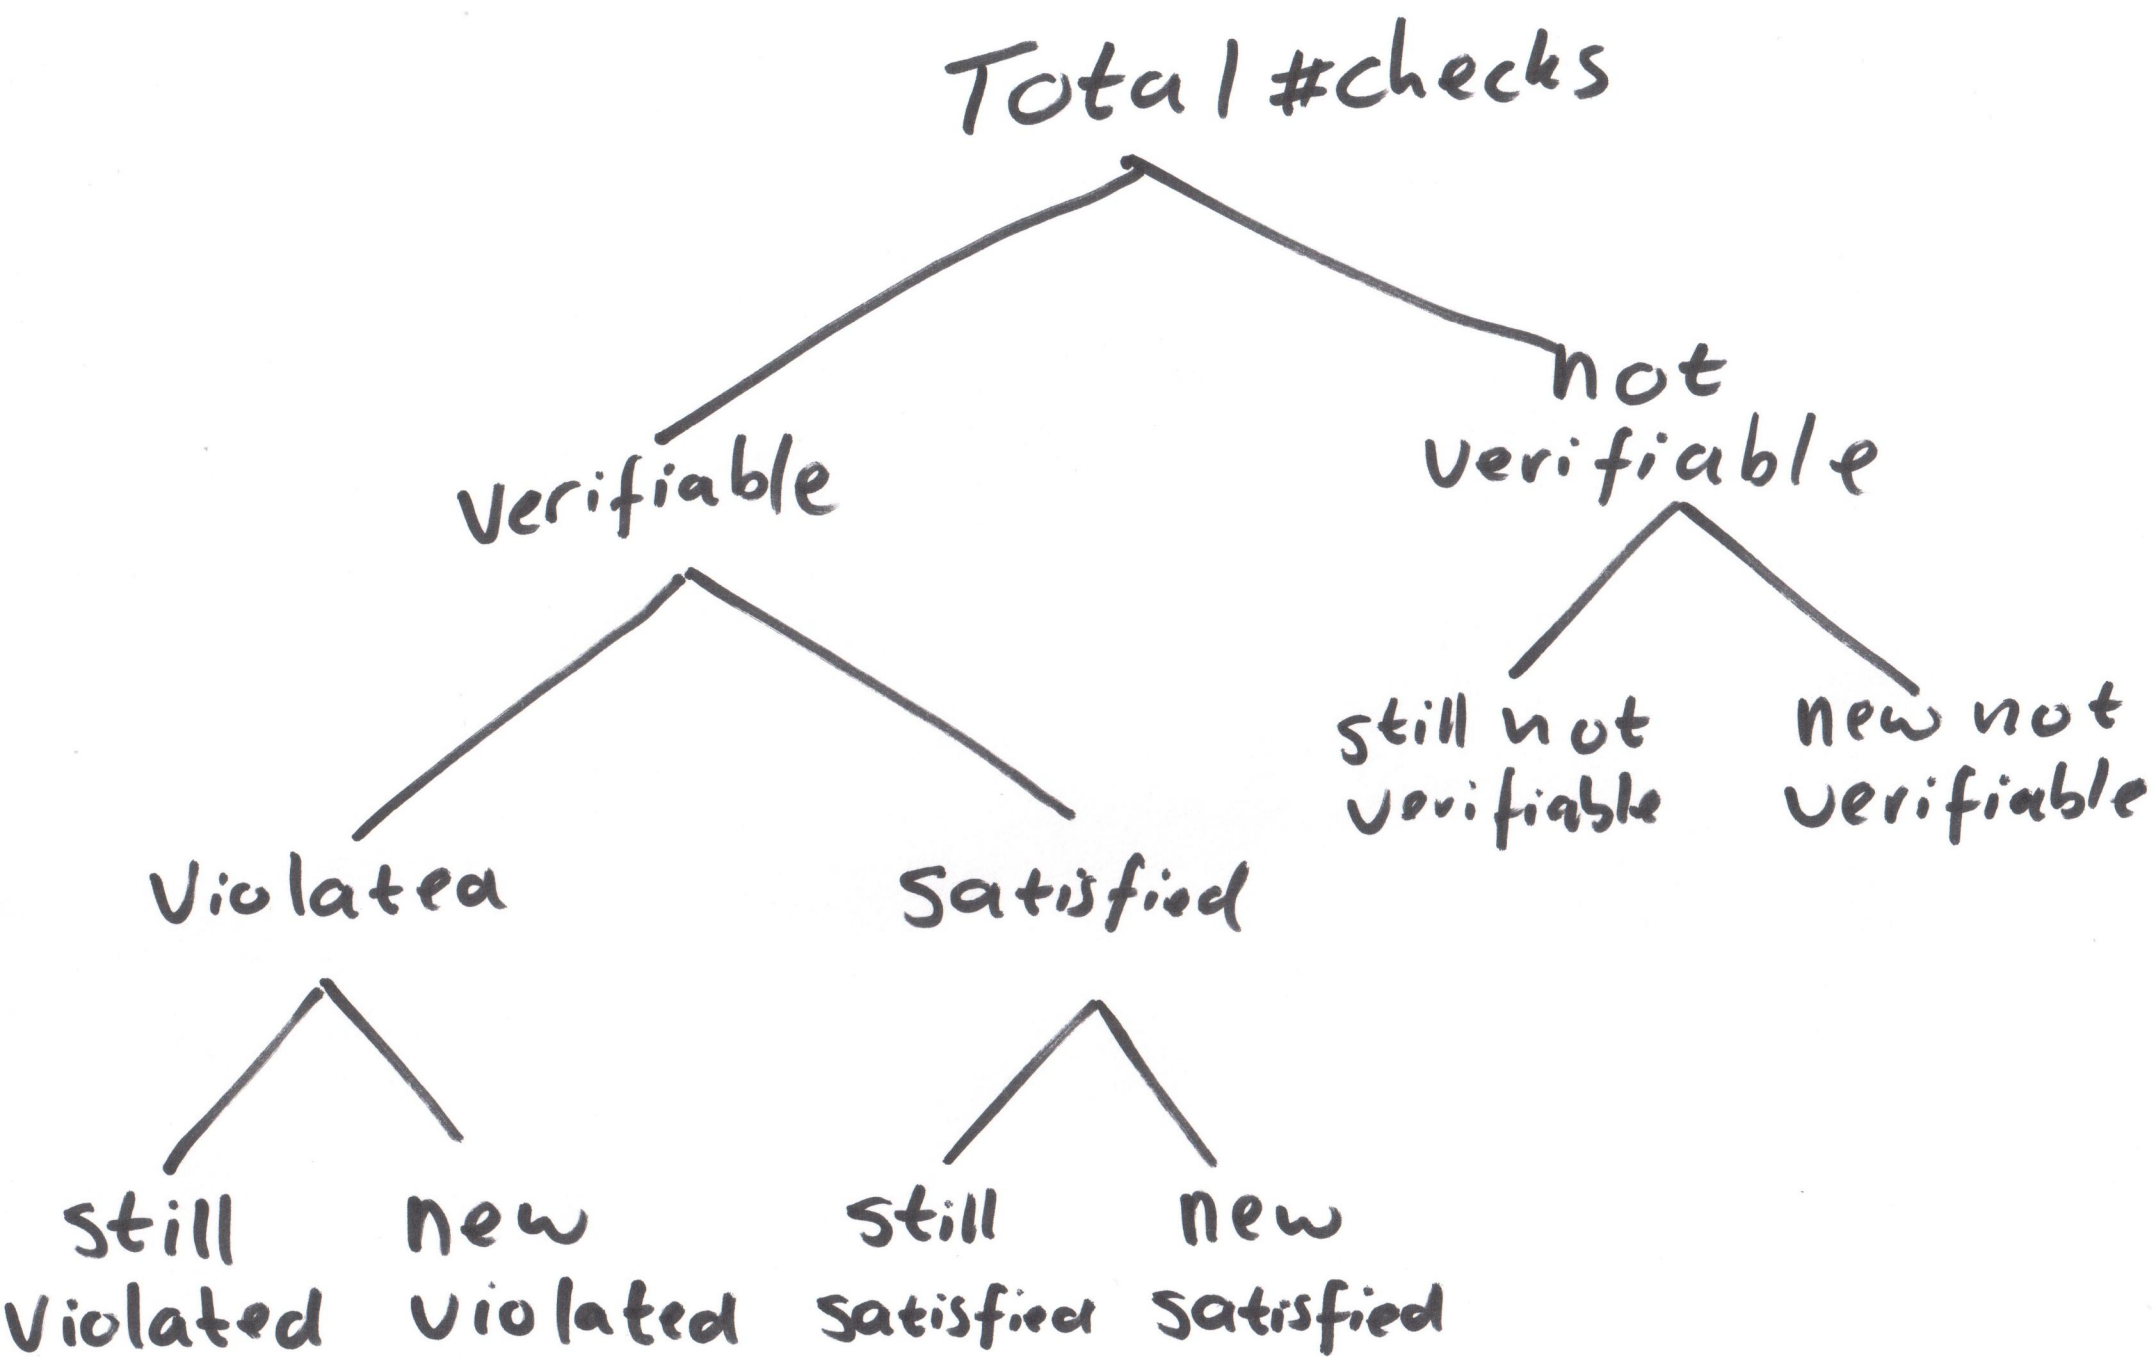 Total #checks
verifiable
not
verifiable
still not
verifiable
new not
verifiable
Violated
satisfied
still
violated
new
violated
still
satisfied
new
satisfied